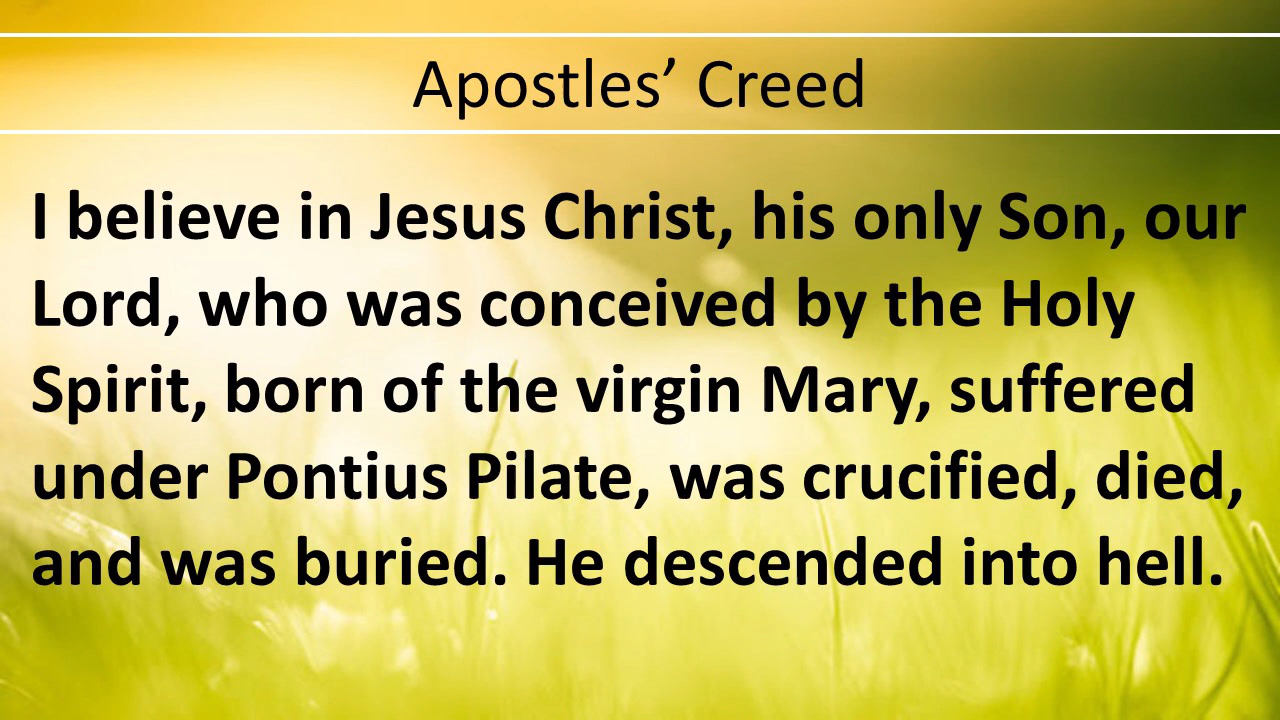 Apostles’ Creed
I believe in Jesus Christ, his only Son, our
Lord, who was conceived by the Holy
Spirit, born of the virgin Mary, suffered
under Pontius Pilate, was crucified, died,
and was buried. He descended into hell.